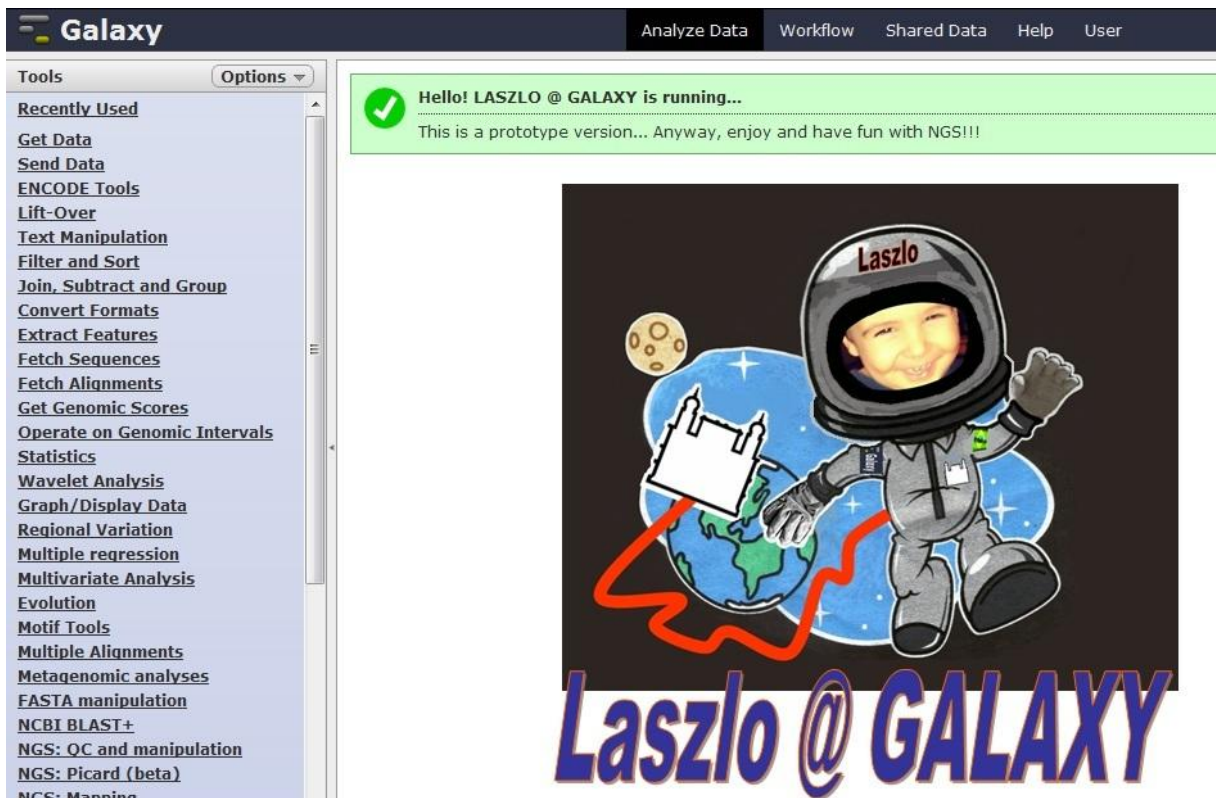 Galaxy
Analyze Data Workflow Shared Data Help User
Tools Options
Recently Used
Get Data
Send Data
ENCODE Tools
Lift-Over
Text Manipulation
Filter and Sort
Join, Subtract and Group
Convert Formats
Extract Features
Fetch Sequences
Fetch Alignments
Get Genomic Scores
Operate on Genomic Intervals
Statistics
Wavelet Analysis
Graph/Display Data
Regional Variation
Multiple regression
Multivariate Analysis
Evolution
Motif Tools
Multiple Alignments
Metagenomic analyses
FASTA manipulation
NCBI BLAST+
NGS: QC and manipulation
NGS: Picard (beta)
NGS: Mapping
Hello! LASZLO @ GALAXY is running...
This is a prototype version... Anyway, enjoy and have fun with NGS!!!
Laszlo
Galaxy
Laszlo @ GALAXY